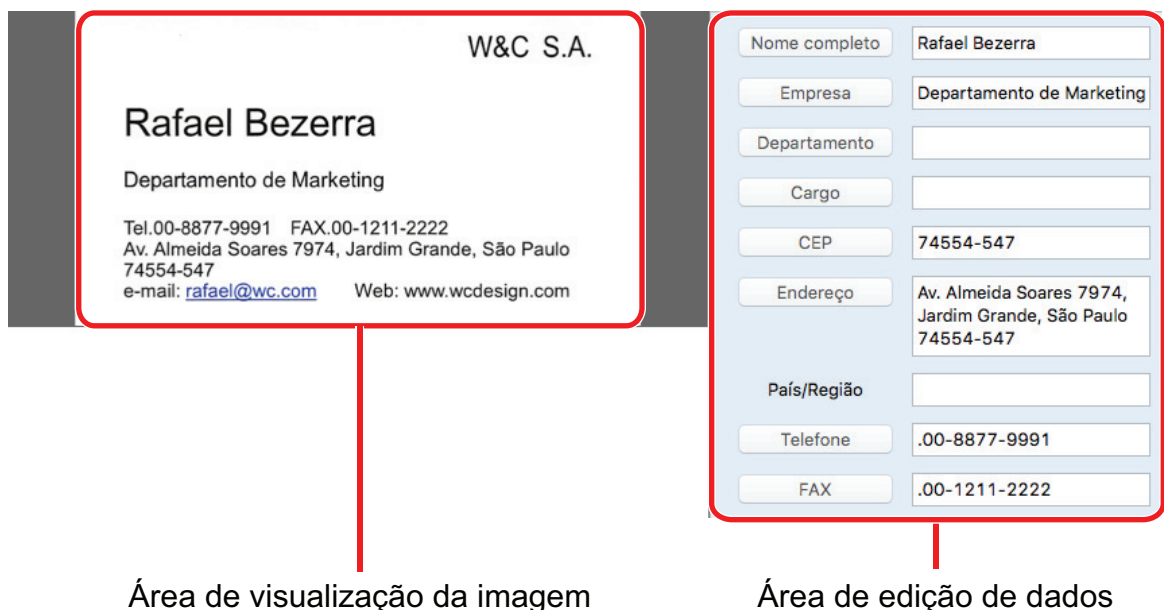 W&C S.A.
Rafael Bezerra
Departamento de Marketing
Tel.00-8877-9991 FAX.00-1211-2222
Av. Almeida Soares 7974, Jardim Grande, São Paulo
74554-547
e-mail: rafael@wc.com Web: www.wcdesign.com
Nome completo Rafael Bezerra
Empresa Departamento de Marketing
Departamento
Cargo
CEP 74554-547
Endereço Av. Almeida Soares 7974,
Jardim Grande, São Paulo
74554-547
País/Região
Telefone .00-8877-9991
FAX .00-1211-2222
Área de visualização da imagem
Área de edição de dados